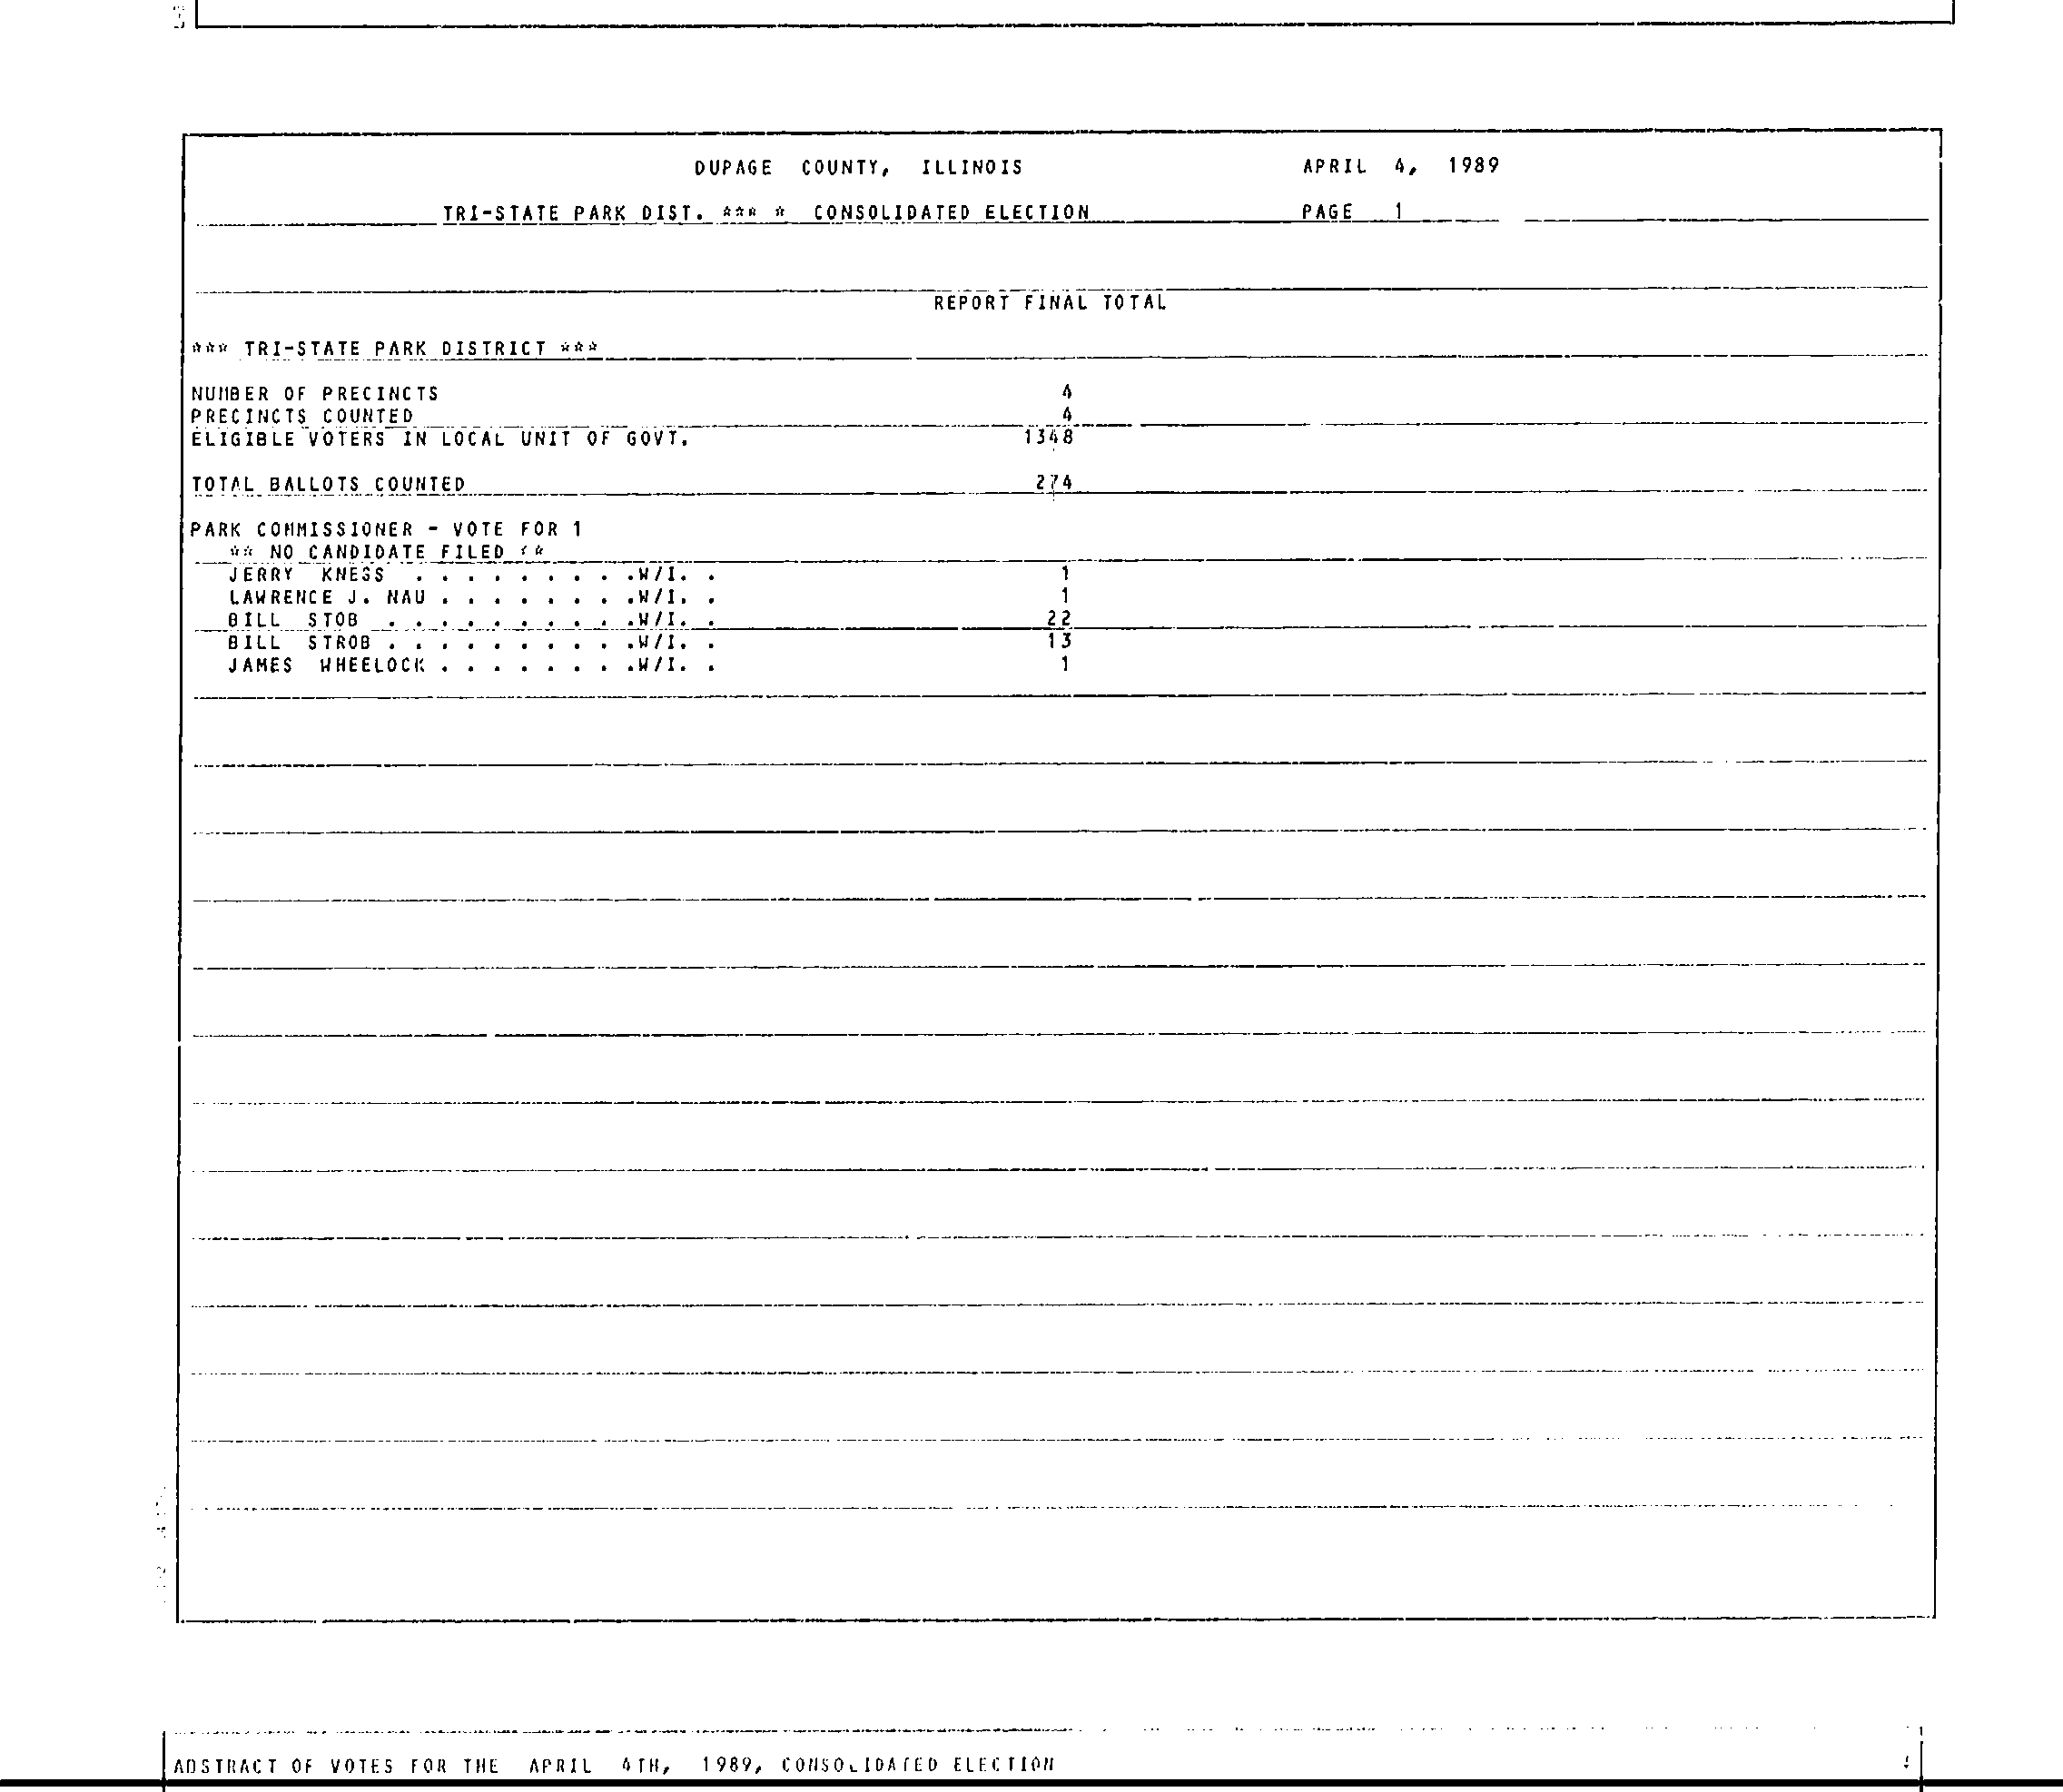 DUPAGE COUNTY, ILLINOIS APRIL 4, 1989
TRI-STATE PARK DIST. *** * CONSOLIDATED ELECTION PAGE 1
REPORT FINAL TOTAL
*** TRI-STATE PARK DISTRICT ***
NUMBER OF PRECINCTS 4
PRECINCTS COUNTED 4
ELIGIBLE VOTERS IN LOCAL UNIT OF GOVT. 1348
TOTAL BALLOTS COUNTED 274
PARK COMMISSIONER - VOTE FOR 1
** NO CANDIDATE FILED **
JERRY KNESS . . . . . . . . .W/I. . 1
LAWRENCE J. NAU . . . . . . . .W/I. . 1
BILL STOB . . . . . . . . . .W/I. . 22
BILL STROB . . . . . . . . . .W/I. . 13
JAMES WHEELOCK . . . . . . . .W/I. . 1
ABSTRACT OF VOTES FOR THE APRIL 4TH, 1989, CONSOLIDATED ELECTION